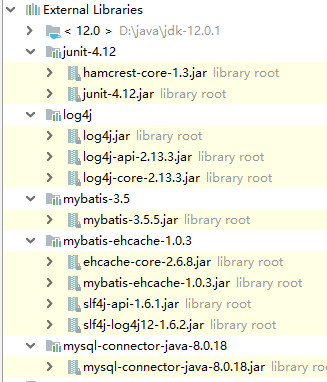 External Libraries
< 12.0 > D:\java\jdk-12.0.1
junit-4.12
hamcrest-core-1.3.jar library root
junit-4.12.jar library root
log4j
log4j.jar library root
log4j-api-2.13.3.jar library root
log4j-core-2.13.3.jar library root
mybatis-3.5
mybatis-3.5.5.jar library root
mybatis-ehcache-1.0.3
ehcache-core-2.6.8.jar library root
mybatis-ehcache-1.0.3.jar library root
slf4j-api-1.6.1.jar library root
slf4j-log4j12-1.6.2.jar library root
mysql-connector-java-8.0.18
mysql-connector-java-8.0.18.jar library root